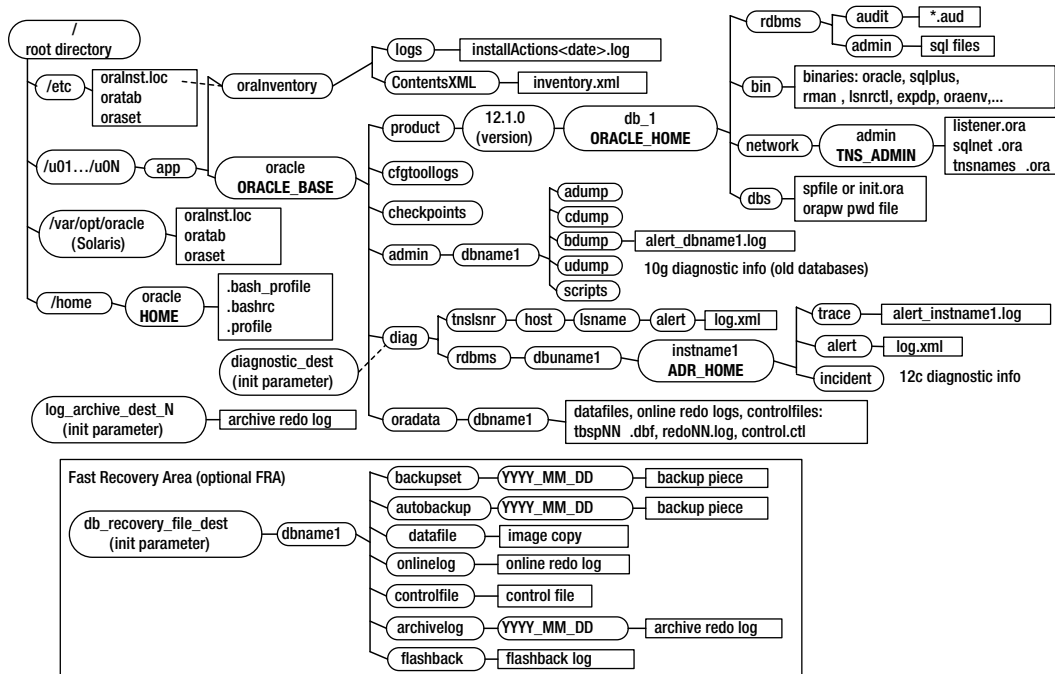 /
root directory
/etc
oraInst.loc
oratab
oraset
/u01.../u0N
app
/var/opt/oracle
(Solaris)
oraInst.loc
oratab
oraset
/home
oracle
HOME
.bash_profile
.bashrc
.profile
oraInventory
logs
installActions<date>.log
ContentsXML
inventory.xml
oracle
ORACLE_BASE
product
12.1.0
(version)
db_1
ORACLE_HOME
rdbms
audit
*.aud
admin
sql files
bin
binaries: oracle, sqlplus,
rman , lsnrctl, expdp, oraenv,...
network
admin
TNS_ADMIN
listener.ora
sqlnet .ora
tnsnames .ora
dbs
spfile or init.ora
orapw pwd file
cfgtoollogs
checkpoints
admin
dbname1
adump
cdump
bdump
alert_dbname1.log
udump
scripts
10g diagnostic info (old databases)
diag
diagnostic_dest
(init parameter)
tnslsnr
host
lsname
alert
log.xml
rdbms
dbuname1
instname1
ADR_HOME
trace
alert_instname1.log
alert
log.xml
incident
12c diagnostic info
log_archive_dest_N
(init parameter)
archive redo log
oradata
dbname1
datafiles, online redo logs, controlfiles:
tbspNN .dbf, redoNN.log, control.ctl
Fast Recovery Area (optional FRA)
db_recovery_file_dest
(init parameter)
dbname1
backupset
YYYY_MM_DD
backup piece
autobackup
YYYY_MM_DD
backup piece
datafile
image copy
onlinelog
online redo log
controlfile
control file
archivelog
YYYY_MM_DD
archive redo log
flashback
flashback log